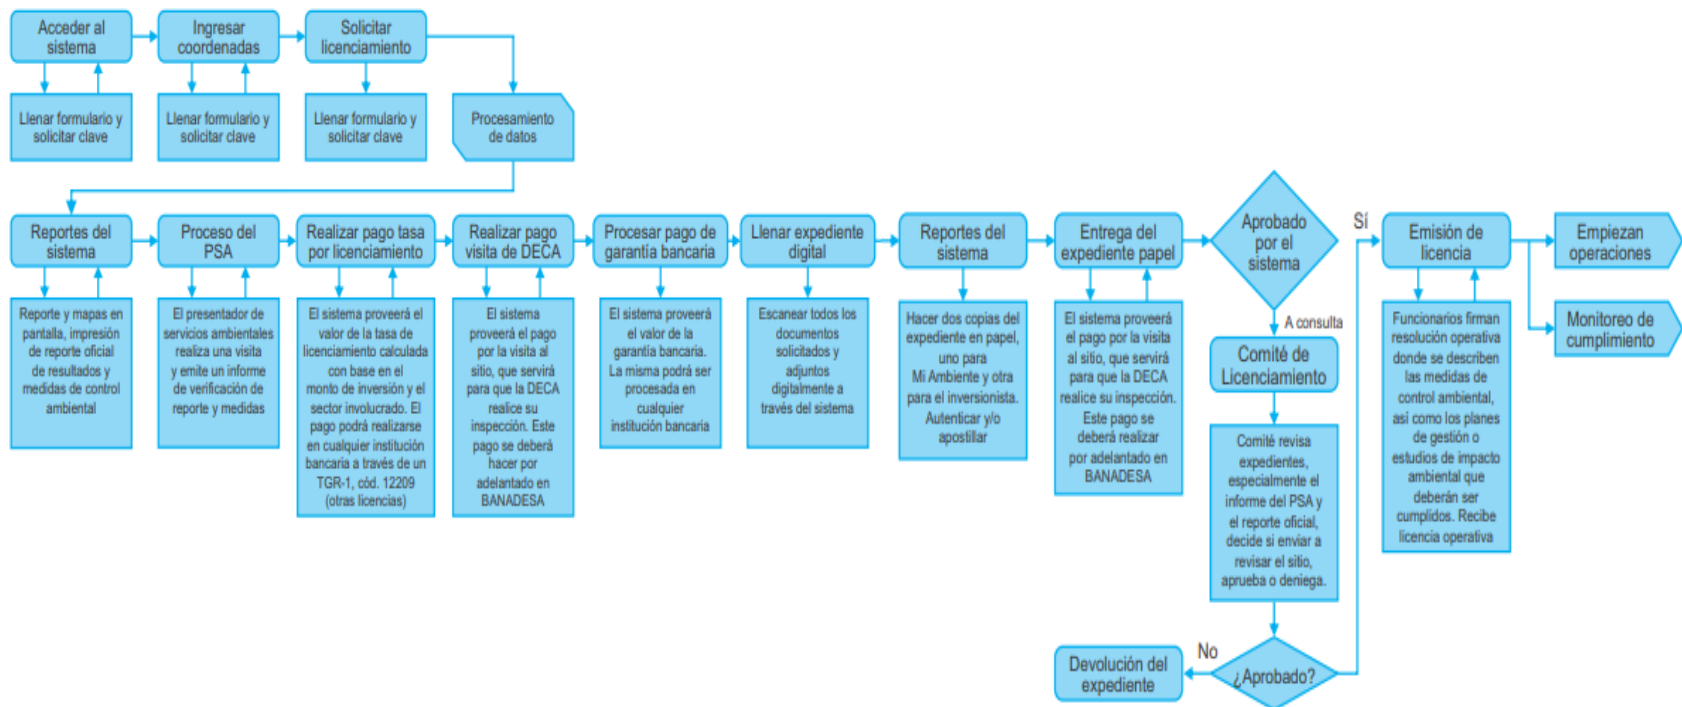 Acceder al
sistema
Ingresar
coordenadas
Solicitar
licenciamiento
Llenar formulario y
solicitar clave
Llenar formulario y
solicitar clave
Llenar formulario y
solicitar clave
Procesamiento
de datos
Reportes del
sistema
Proceso del
PSA
Realizar pago tasa
por licenciamiento
Realizar pago
visita de DECA
Procesar pago de
garantía bancaria
Llenar expediente
digital
Reportes del
sistema
Entrega del
expediente papel
Aprobado
por el
sistema
Sí
Emisión de
licencia
Empiezan
operaciones
Monitoreo de
cumplimiento
Reporte y mapas en
pantalla, impresión
de reporte oficial
de resultados y
medidas de control
ambiental
El presentador de
servicios ambientales
realiza una visita
y emite un informe
de verificación de
reporte y medidas
El sistema proveerá el
valor de la tasa de
licenciamiento calculada
con base en el
monto de inversión y el
sector involucrado. El
pago podrá realizarse
en cualquier institución
bancaria a través de un
TGR-1, cód. 12209
(otras licencias)
El sistema
proveerá el pago
por la visita al
sitio, que servirá
para que la DECA
realice su
inspección. Este
pago se deberá
hacer por
adelantado en
BANADESA
El sistema proveerá
el valor de la
garantía bancaria.
La misma podrá ser
procesada en
cualquier
institución bancaria
Escanear todos los
documentos
solicitados y
adjuntos
digitalmente a
través del sistema
Hacer dos copias del
expediente en papel,
uno para
Mi Ambiente y otra
para el inversionista.
Autenticar y/o
apostillar
El sistema proveerá
el pago por la visita
al sitio, que servirá
para que la DECA
realice su inspección.
Este pago se
deberá realizar
por adelantado en
BANADESA
A consulta
Comité de
Licenciamiento
Comité revisa
expedientes,
especialmente el
informe del PSA y
el reporte oficial,
decide si enviar a
revisar el sitio,
aprueba o deniega.
Funcionarios firman
resolución operativa
donde se describen
las medidas de
control ambiental,
así como los planes
de gestión o
estudios de impacto
ambiental que
deberán ser
cumplidos. Recibe
licencia operativa
¿Aprobado?
No
Devolución del
expediente